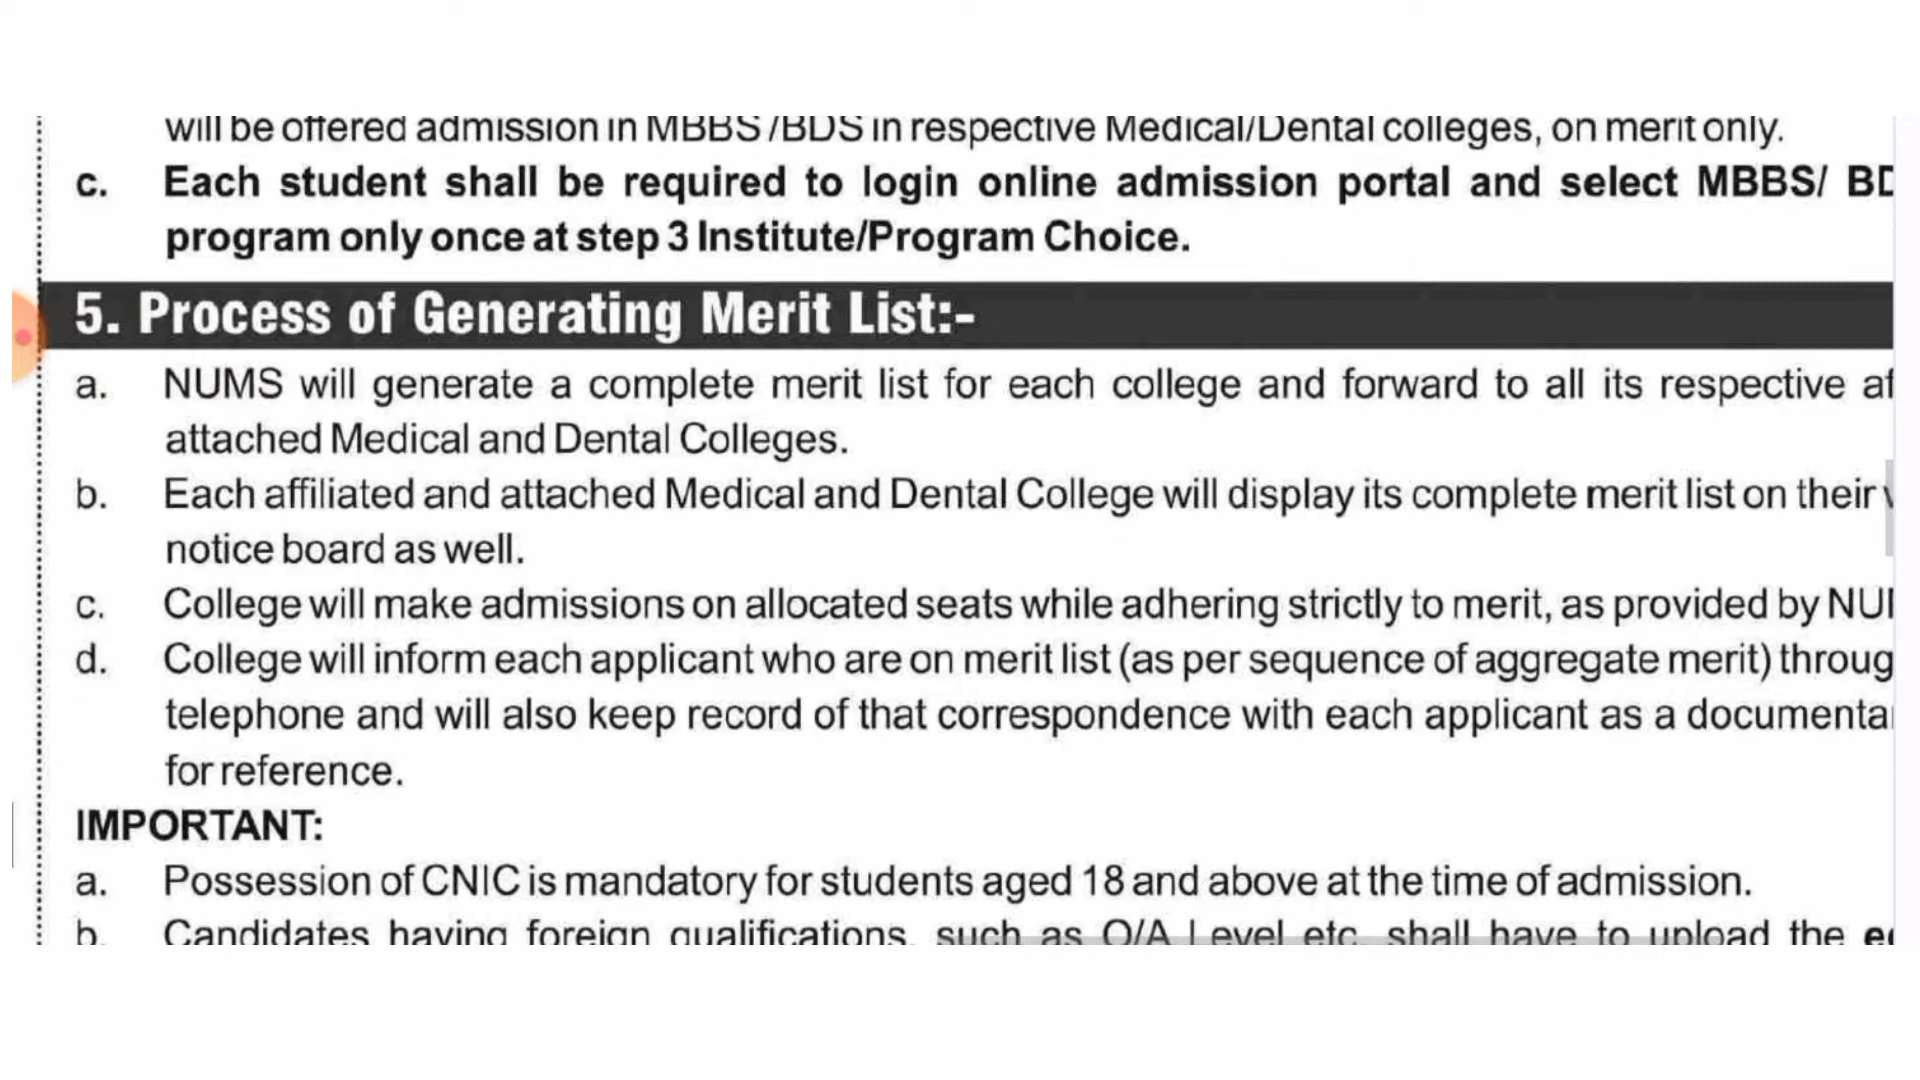 will be offered admission in MBBS /BDS in respective Medical/Dental colleges, on merit only.
c. Each student shall be required to login online admission portal and select MBBS/
program only once at step 3 Institute/Program Choice.
5. Process of Generating Merit List:-
a. NUMS will generate a complete merit list for each college and forward to all its respective
attached Medical and Dental Colleges.
b. Each affiliated and attached Medical and Dental College will display its complete merit list on their
notice board as well.
c. College will make admissions on allocated seats while adhering strictly to merit, as provided by
d. College will inform each applicant who are on merit list (as per sequence of aggregate merit)
telephone and will also keep record of that correspondence with each applicant as a
for reference.
IMPORTANT:
a. Possession of CNIC is mandatory for students aged 18 and above at the time of admission.
b. Candidates having foreign qualifications, such as O/A Level etc. shall have to upload the